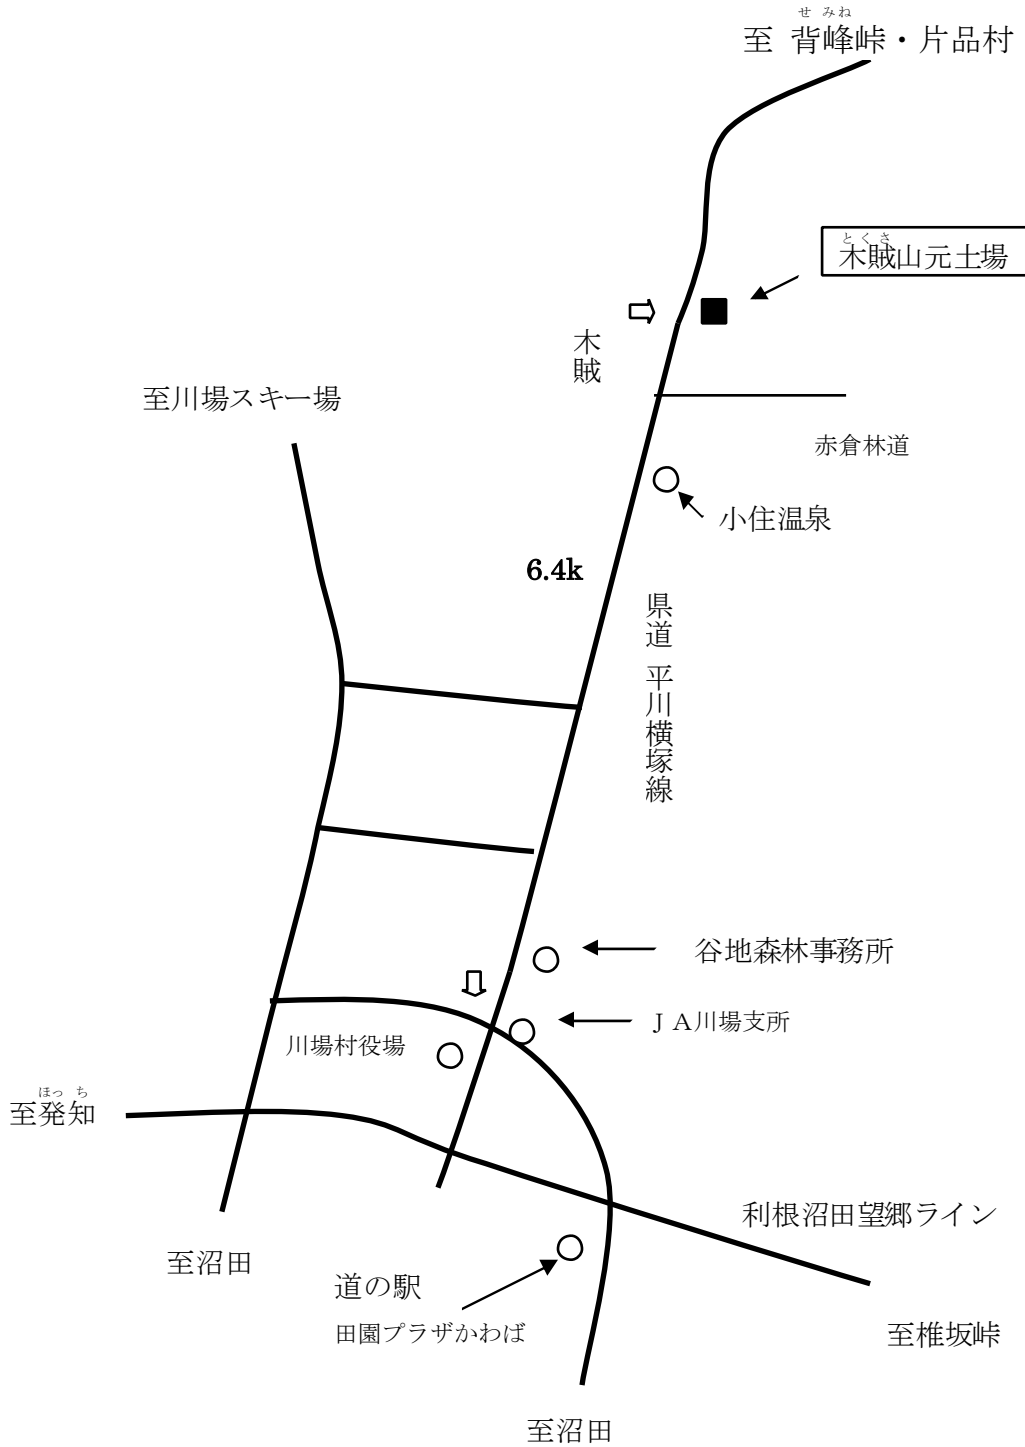 せ みね
至 背峰峠・片品村
とくさ
木賊山元土場
木賊
至川場スキー場
赤倉林道
小住温泉
6.4k
県道 平川横塚線
谷地森林事務所
ＪＡ川場支所
川場村役場
ほっ ち
至発知
利根沼田望郷ライン
至沼田
道の駅
田園プラザかわば
至椎坂峠
至沼田